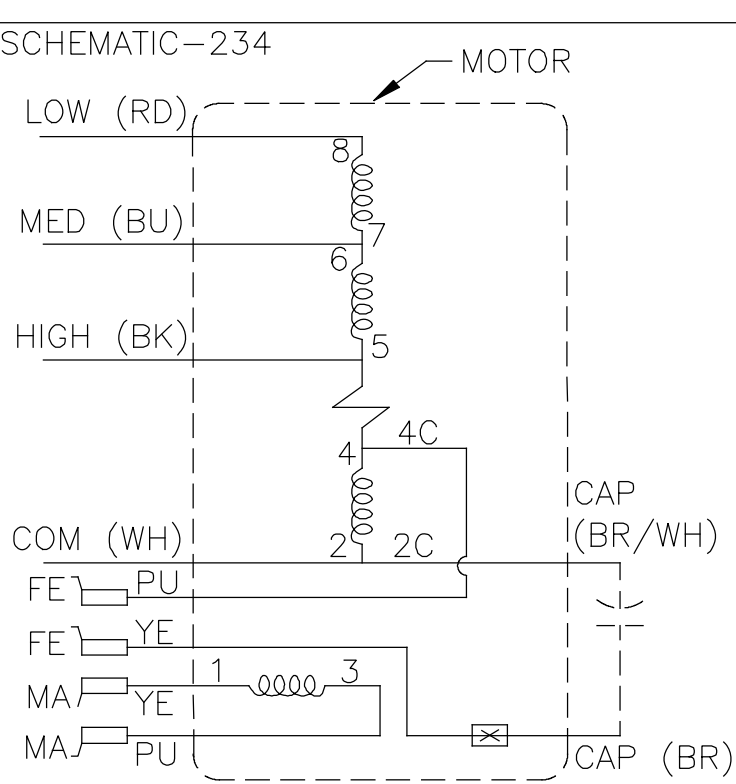 SCHEMATIC-234
MOTOR
LOW (RD)
8
MED (BU)
7
6
HIGH (BK)
5
4C
4
CAP
(BR/WH)
COM (WH)
2
2C
FE
PU
FE
YE
1
3
MA
YE
MA
PU
CAP (BR)